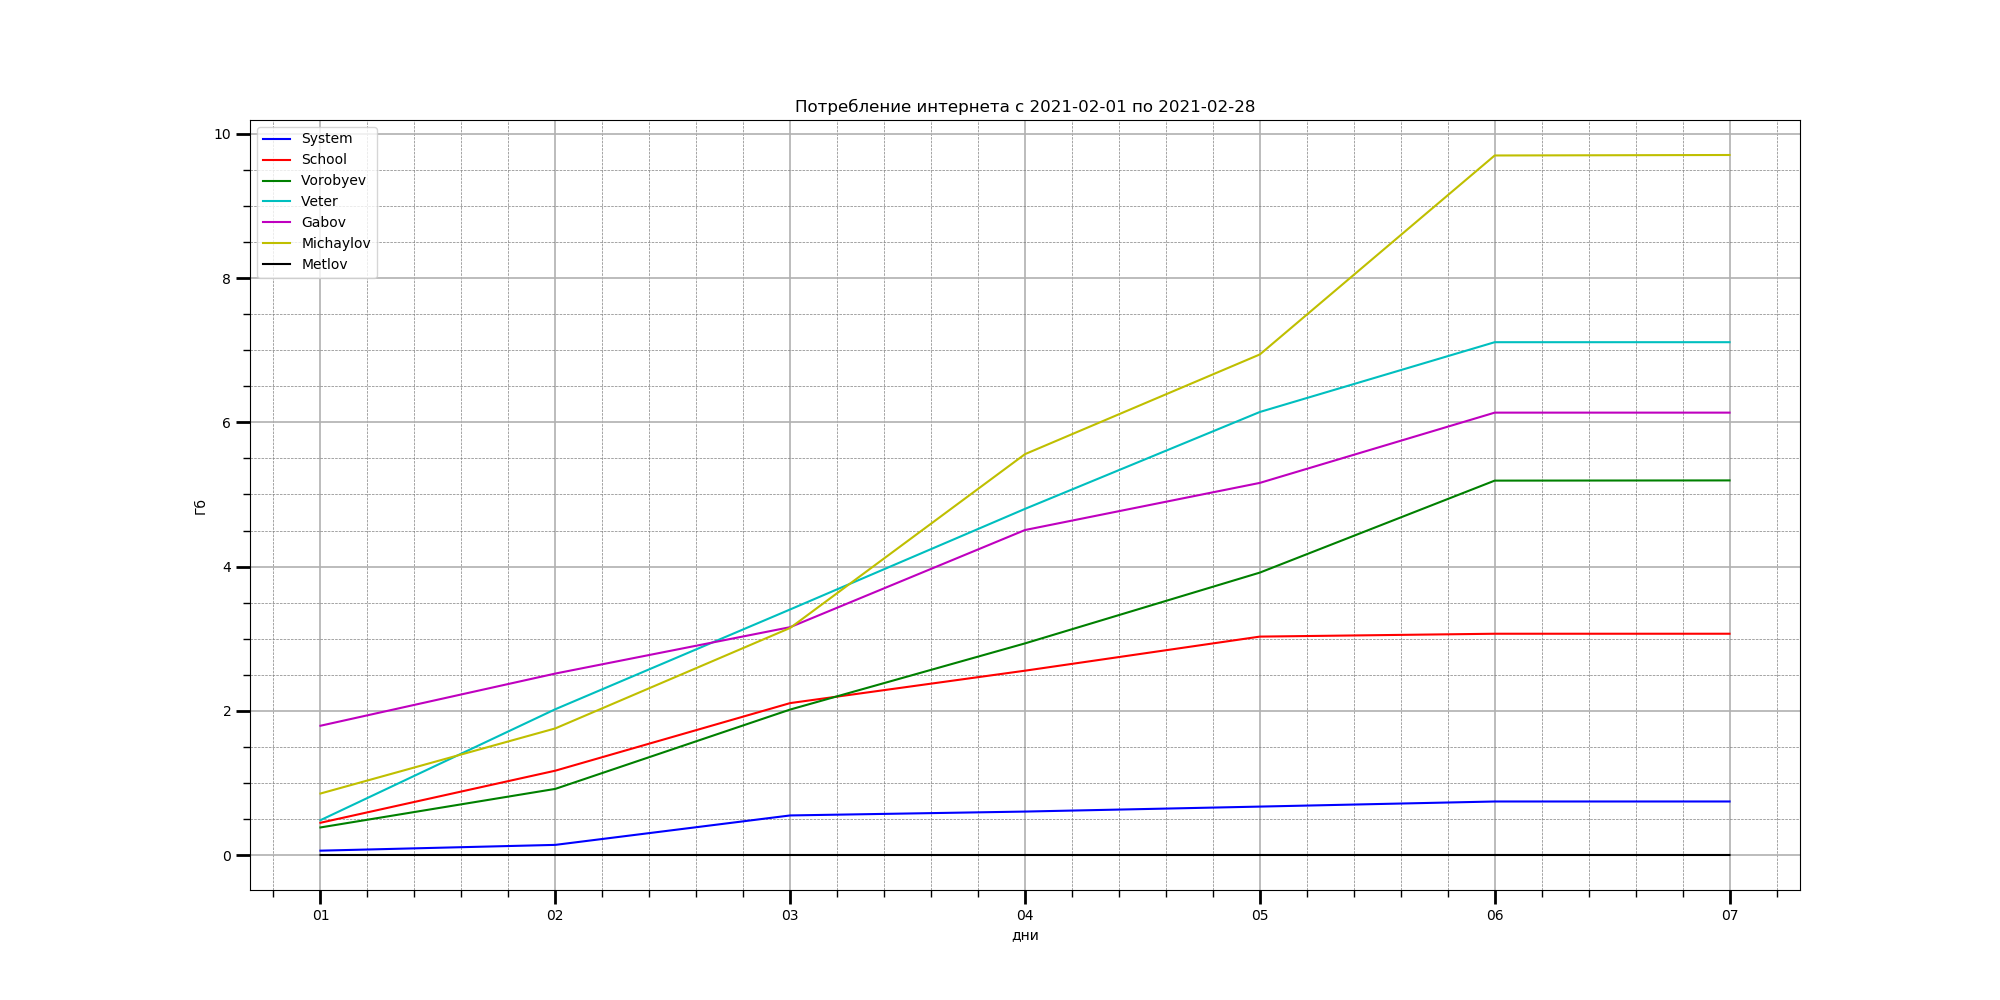 Потребление интернета с 2021-02-01 по 2021-02-28
System
School
Vorobyev
Veter
Gabov
Michaylov
Metlov
10
8
6
4
2
0
Гб
01 02 03 04 05 06 07
дни